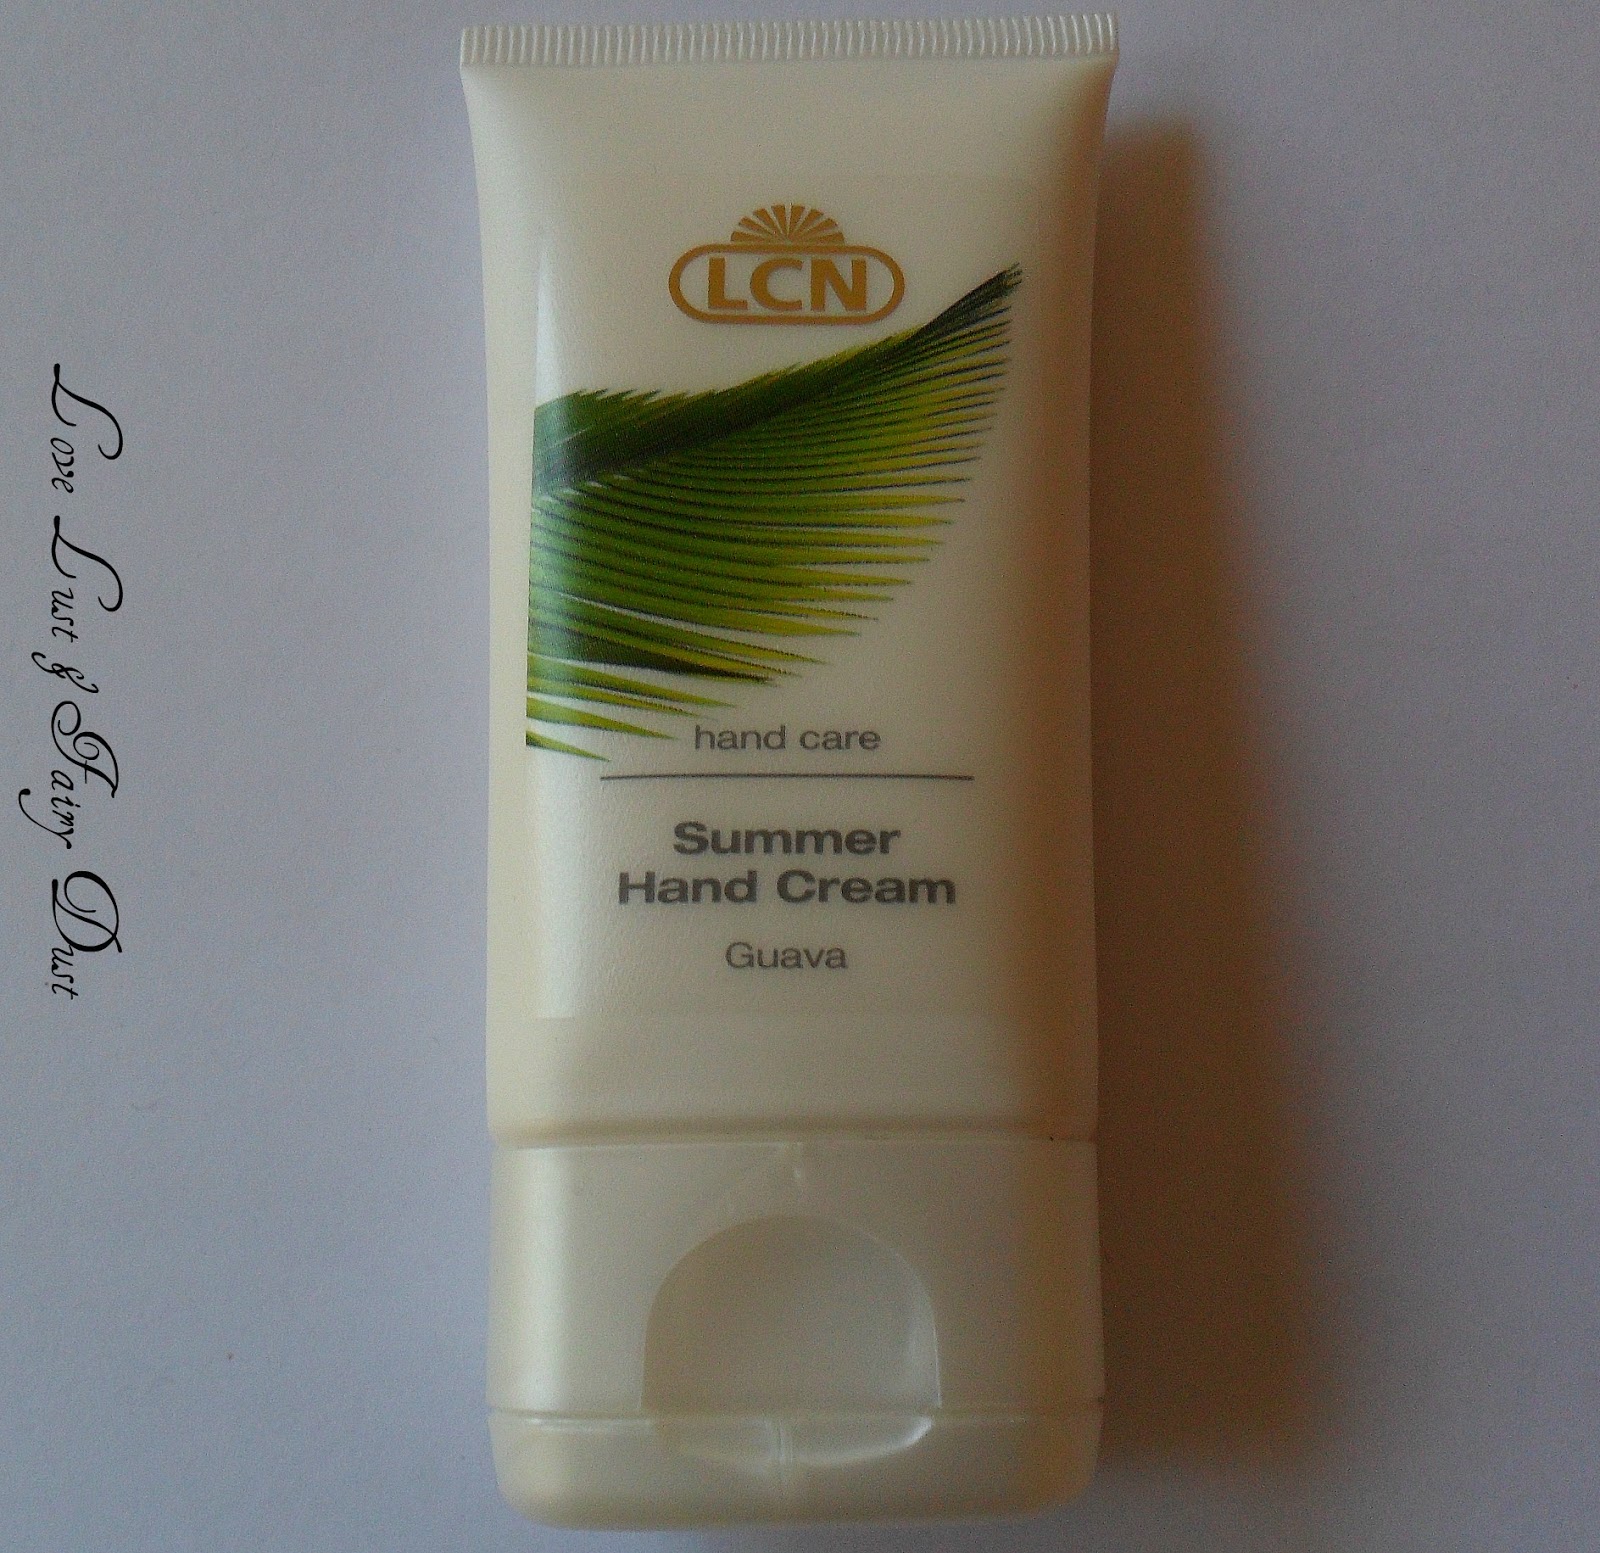 LCN
hand care
Summer
Hand Cream
Guava
Love Lust & Fairy Dust